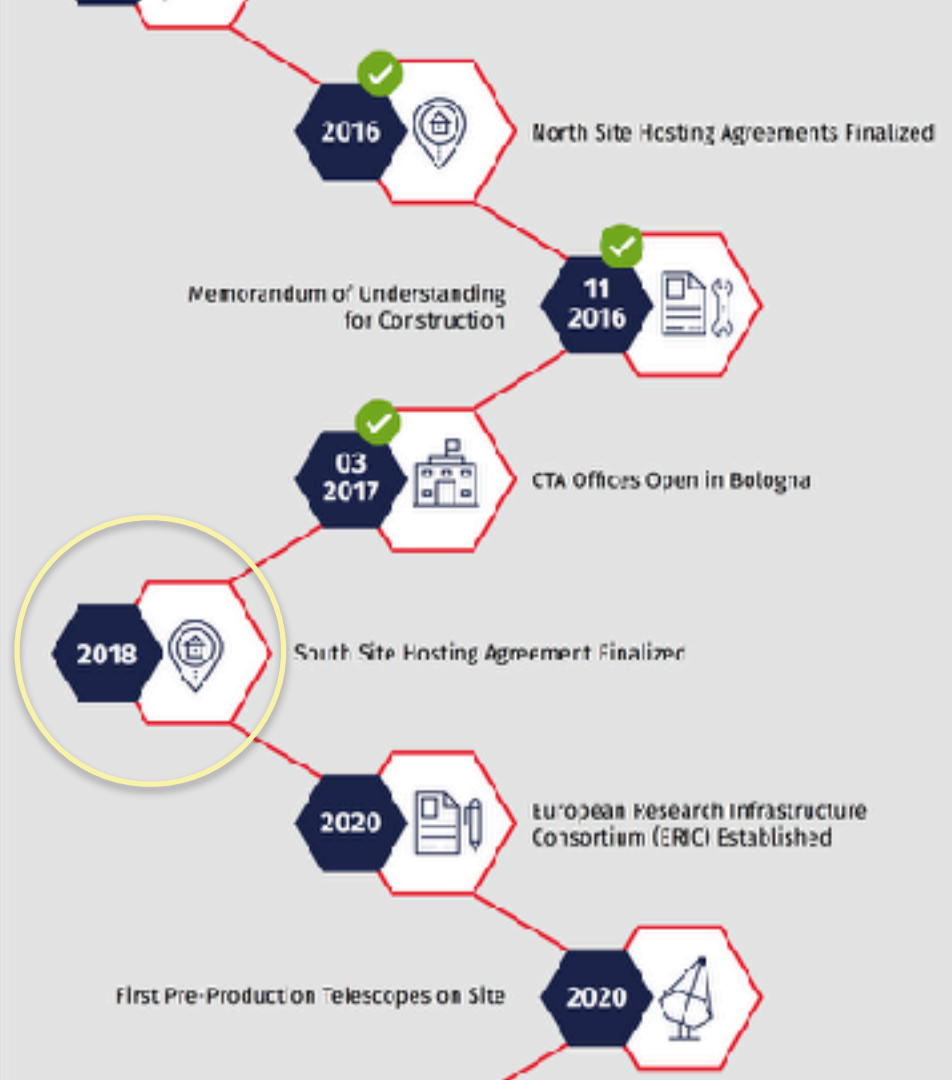 2016
North Site Hosting Agreements Finalized
Memorandum of Understanding
for Construction
11
2016
03
2017
CTA Offices Open in Bologna
2018
South Site Hosting Agreement Finalized
2020
European Research Infrastructure
Consortium (ERIC) Established
First Pre-Production Telescopes on Site
2020